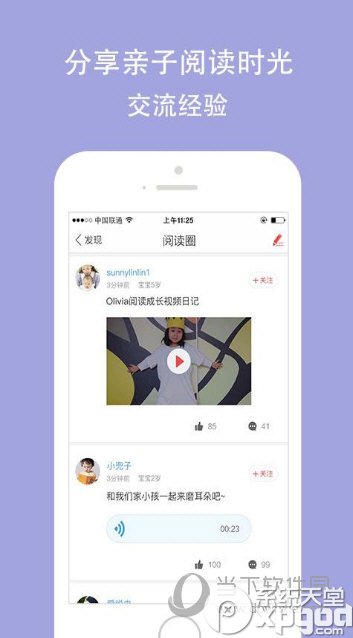 分享亲子阅读时光
交流经验
中国联通
上午11:25
发现
阅读圈
sunnylinlin1
3分钟前 宝宝5岁
+关注
Olivia阅读成长视频日记
85 41
小兜子
3分钟前 宝宝2岁
+关注
和我们家小孩一起来磨耳朵吧~
00:23
100 99
当下软件园
系统天堂
xpgod.com